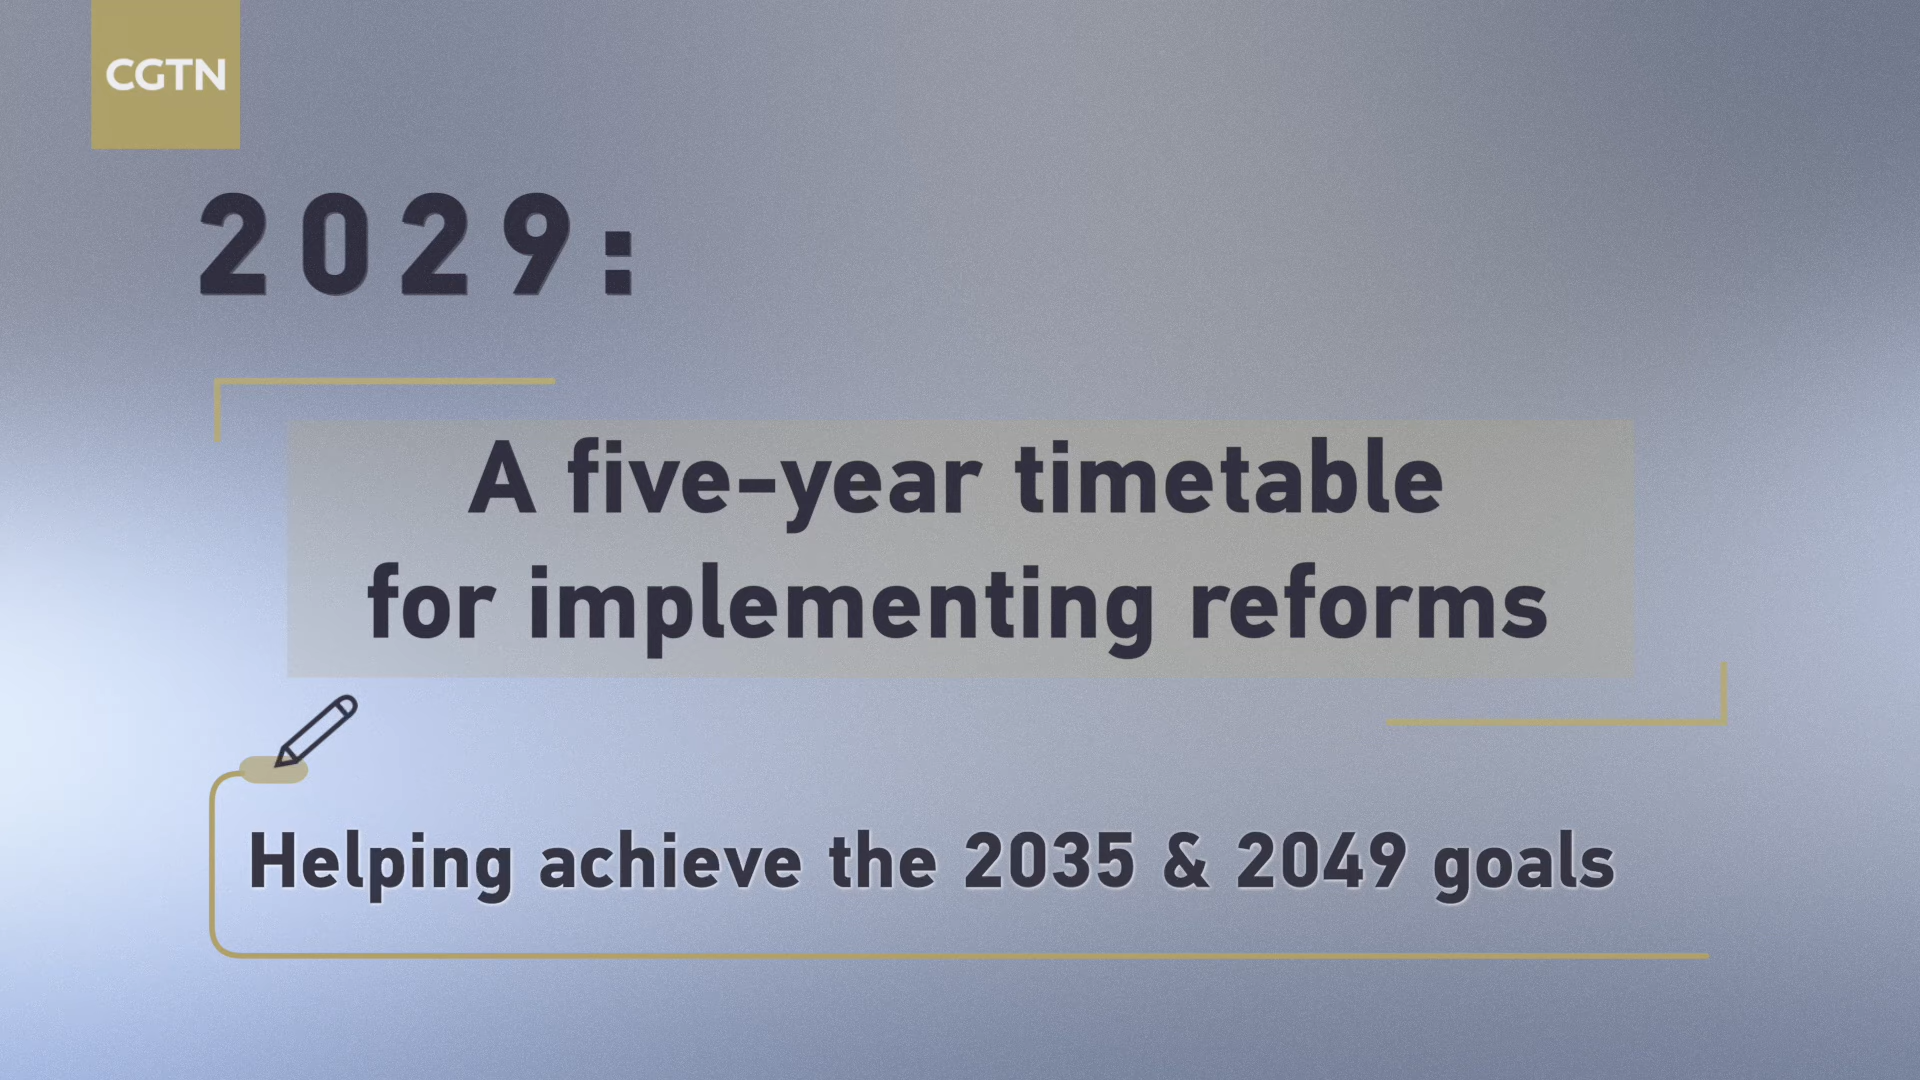 CGTN
2029:
A five-year timetable
for implementing reforms
Helping achieve the 2035 & 2049 goals